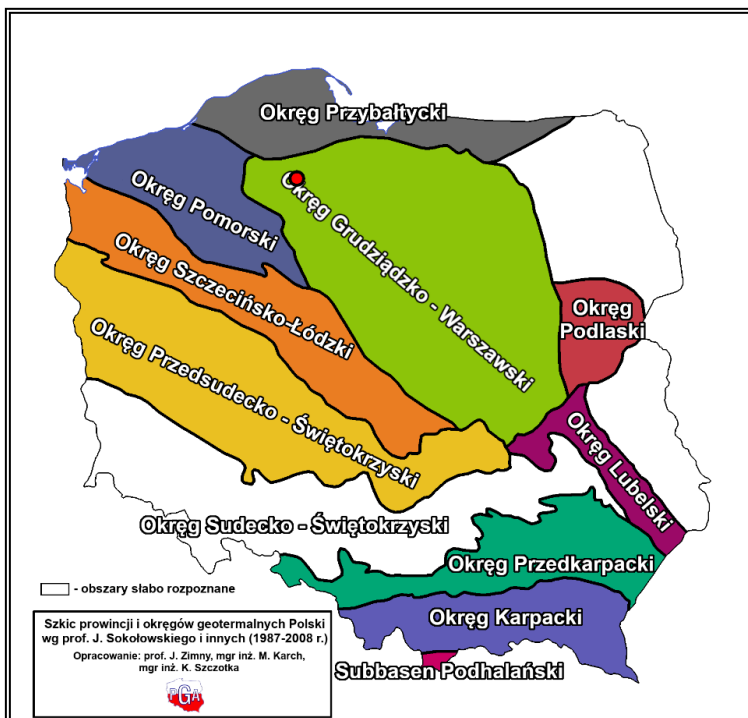 Okręg Przybałtycki
Okręg Pomorski
Okręg Grudziądzko - Warszawski
Okręg Szczecińsko-Łódzki
Okręg
Podlaski
Okręg Przedsudecko - Świętokrzyski
Okręg Lubelski
Okręg Sudecko - Świętokrzyski
Okręg Przedkarpacki
- obszary słabo rozpoznane
Okręg Karpacki
Szkic prowincji i okręgów geotermalnych Polski
wg prof. J. Sokołowskiego i innych (1987-2008 r.)
Opracowanie: prof. J. Zimny, mgr inż. M. Karch,
mgr inż. K. Szczotka
PGA
Subbasen Podhalański